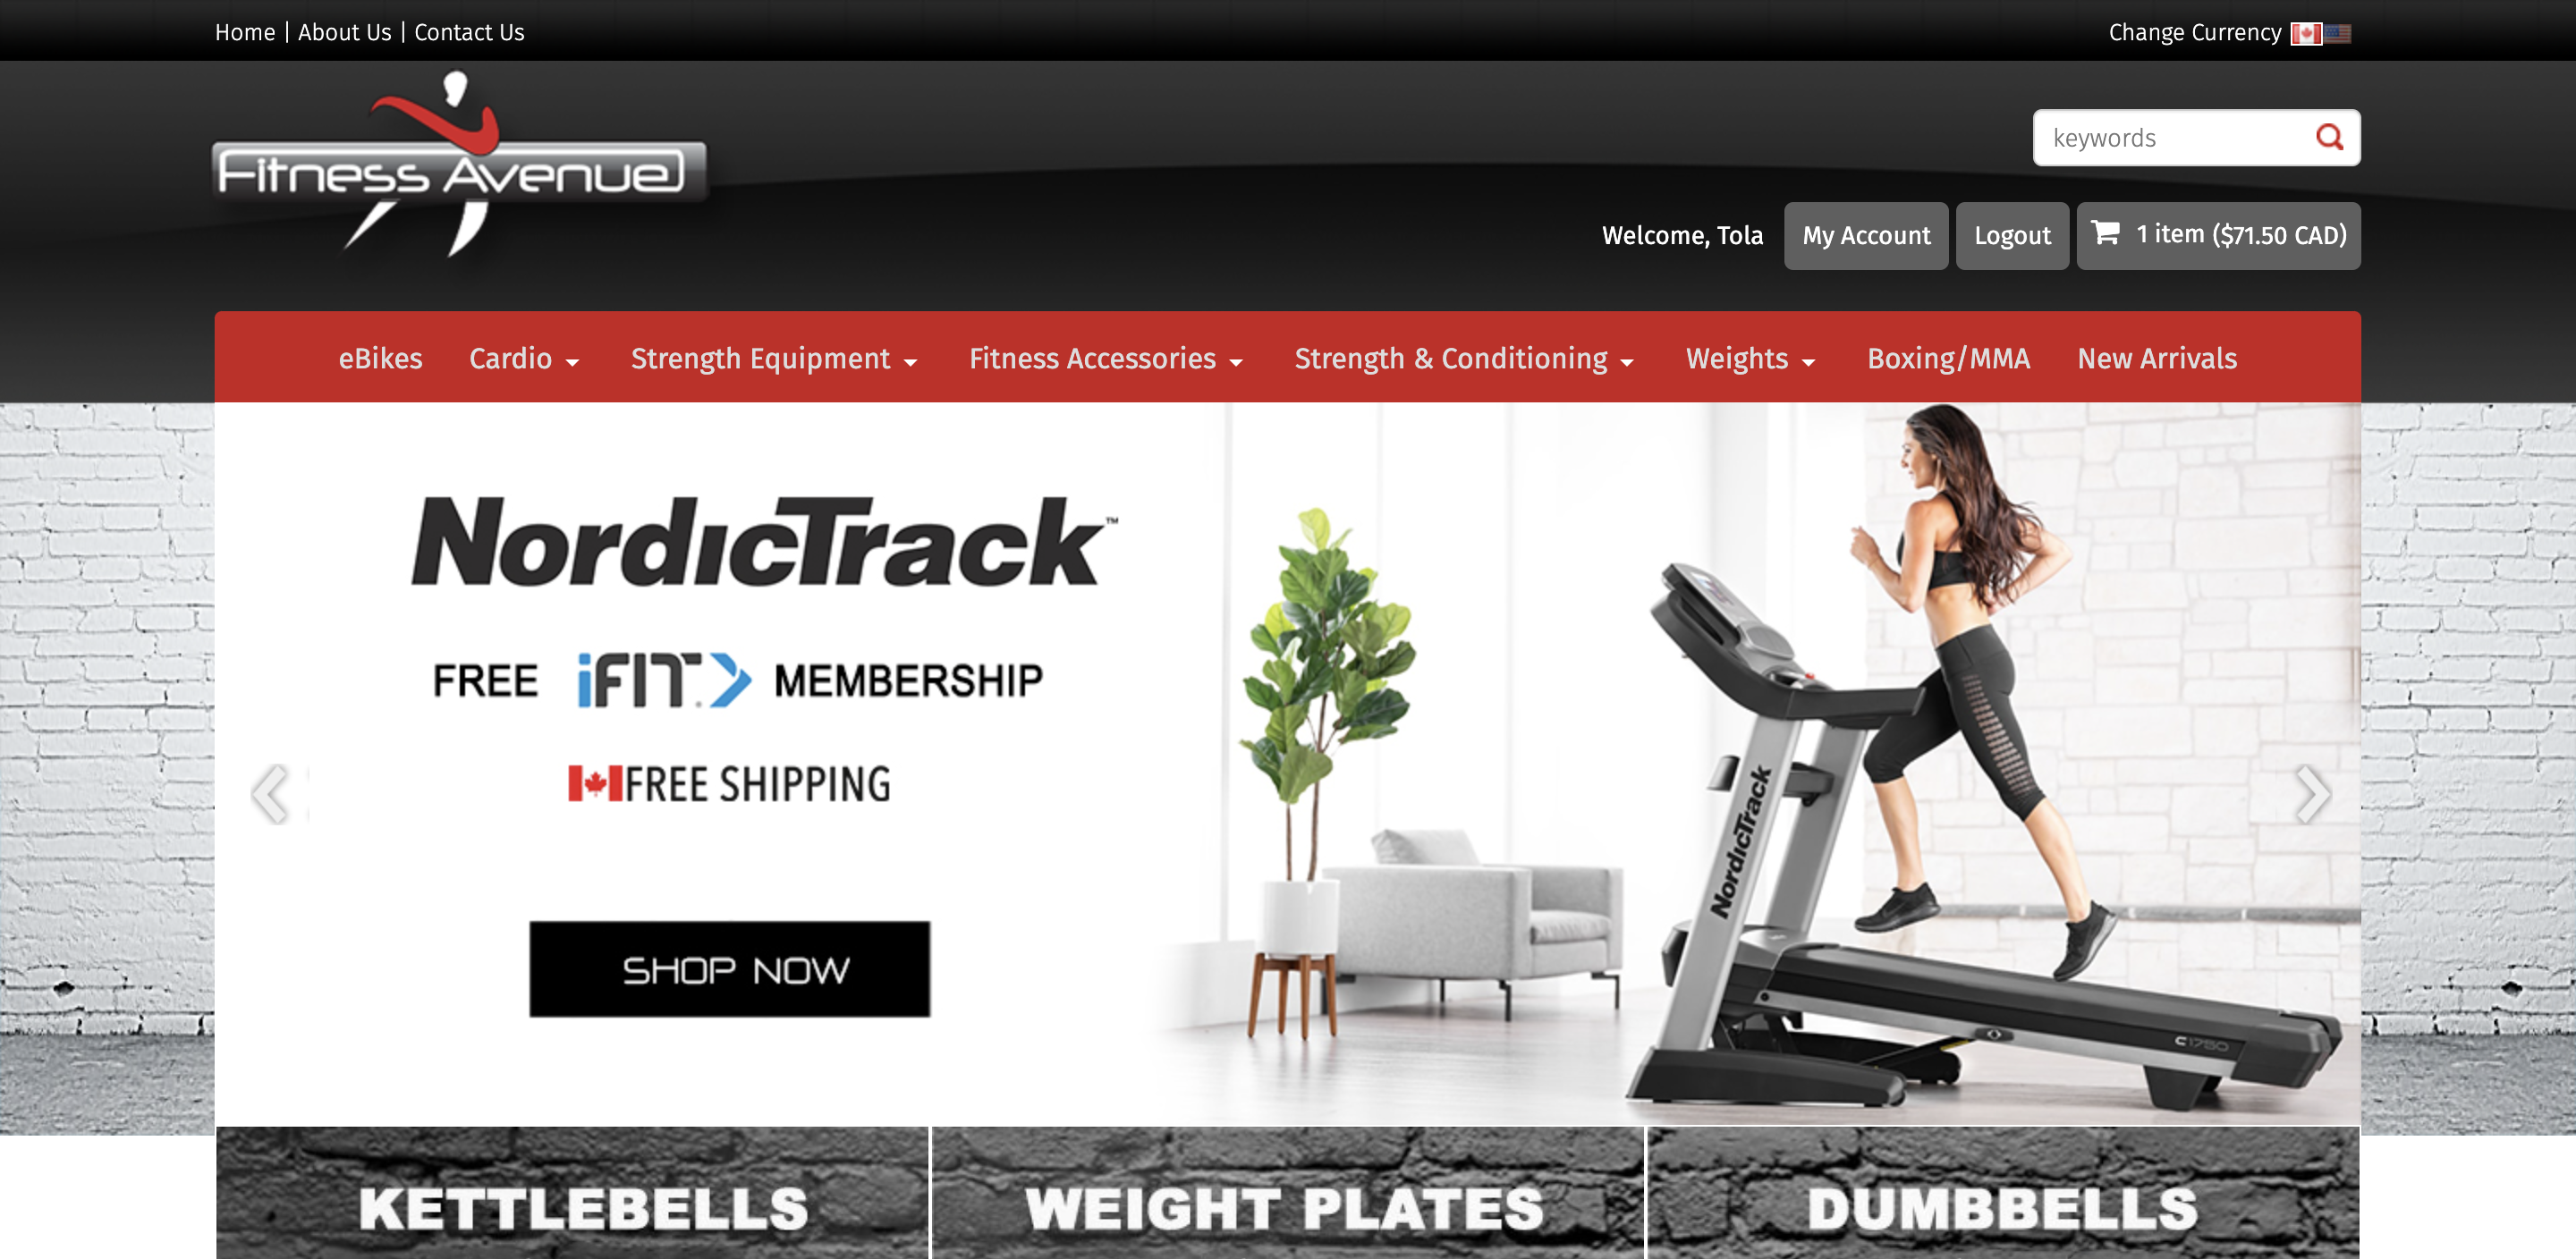 Home | About Us | Contact Us
Change Currency
Fitness Avenue
keywords
Welcome, Tola
My Account
Logout
1 item ($71.50 CAD)
eBikes
Cardio
Strength Equipment
Fitness Accessories
Strength & Conditioning
Weights
Boxing/MMA
New Arrivals
NordicTrack™
FREE iFIT® MEMBERSHIP
FREE SHIPPING
SHOP NOW
NordicTrack
C 1750
KETTLEBELLS
WEIGHT PLATES
DUMBBELLS